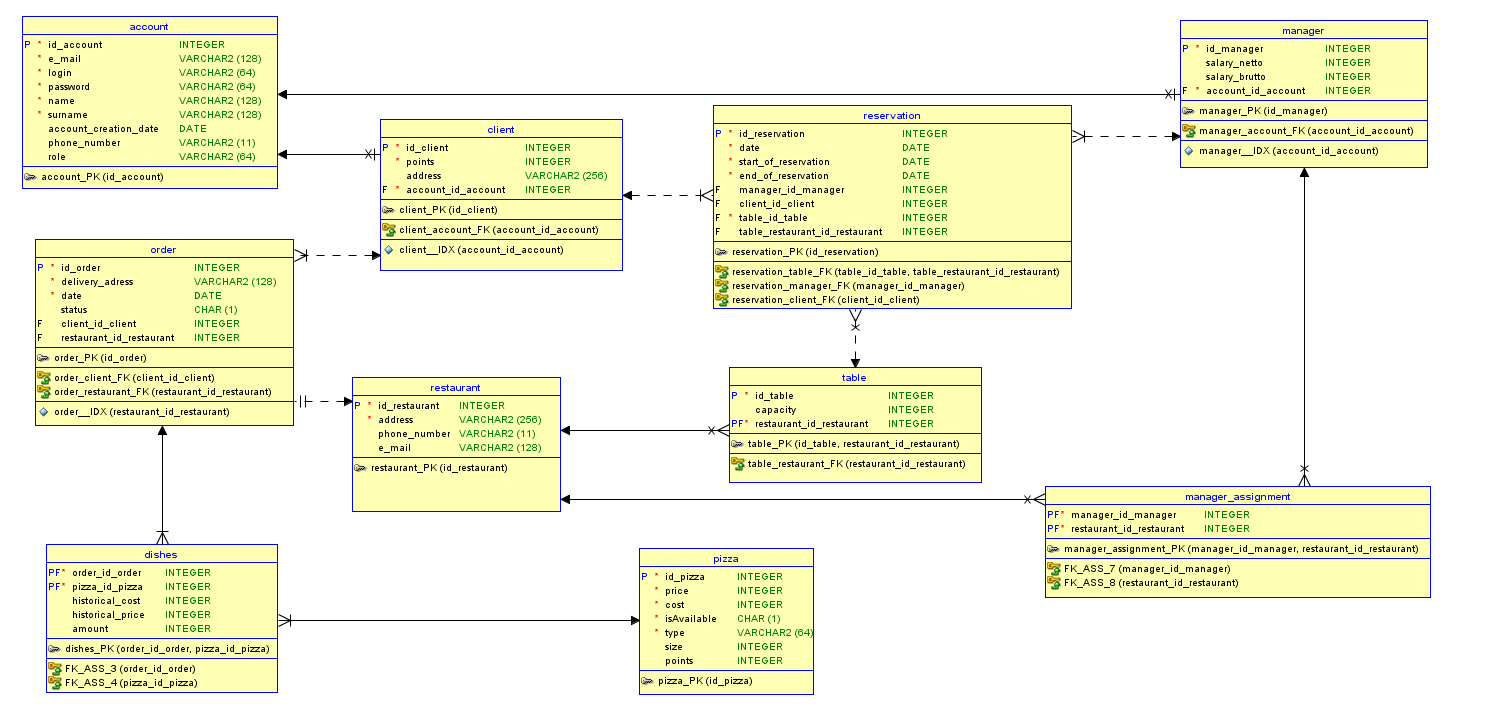 account
P * id_account INTEGER
* e_mail VARCHAR2 (128)
* login VARCHAR2 (64)
* password VARCHAR2 (64)
* name VARCHAR2 (128)
* surname VARCHAR2 (128)
account_creation_date DATE
phone_number VARCHAR2 (11)
role VARCHAR2 (64)
account_PK (id_account)
client
P * id_client INTEGER
* points INTEGER
address VARCHAR2 (256)
F * account_id_account INTEGER
client_PK (id_client)
client_account_FK (account_id_account)
client__IDX (account_id_account)
reservation
P * id_reservation INTEGER
* date DATE
* start_of_reservation DATE
* end_of_reservation DATE
F manager_id_manager INTEGER
F client_id_client INTEGER
F * table_id_table INTEGER
F table_restaurant_id_restaurant INTEGER
reservation_PK (id_reservation)
reservation_table_FK (table_id_table, table_restaurant_id_restaurant)
reservation_manager_FK (manager_id_manager)
reservation_client_FK (client_id_client)
manager
P * id_manager INTEGER
salary_netto INTEGER
salary_brutto INTEGER
F * account_id_account INTEGER
manager_PK (id_manager)
manager_account_FK (account_id_account)
manager__IDX (account_id_account)
order
P * id_order INTEGER
* delivery_adress VARCHAR2 (128)
* date DATE
status CHAR (1)
F client_id_client INTEGER
F restaurant_id_restaurant INTEGER
order_PK (id_order)
order_client_FK (client_id_client)
order_restaurant_FK (restaurant_id_restaurant)
order__IDX (restaurant_id_restaurant)
restaurant
P * id_restaurant INTEGER
* address VARCHAR2 (256)
phone_number VARCHAR2 (11)
e_mail VARCHAR2 (128)
restaurant_PK (id_restaurant)
table
P * id_table INTEGER
capacity INTEGER
PF* restaurant_id_restaurant INTEGER
table_PK (id_table, restaurant_id_restaurant)
table_restaurant_FK (restaurant_id_restaurant)
manager_assignment
PF* manager_id_manager INTEGER
PF* restaurant_id_restaurant INTEGER
manager_assignment_PK (manager_id_manager, restaurant_id_restaurant)
FK_ASS_7 (manager_id_manager)
FK_ASS_8 (restaurant_id_restaurant)
dishes
PF* order_id_order INTEGER
PF* pizza_id_pizza INTEGER
historical_cost INTEGER
historical_price INTEGER
amount INTEGER
dishes_PK (order_id_order, pizza_id_pizza)
FK_ASS_3 (order_id_order)
FK_ASS_4 (pizza_id_pizza)
pizza
P * id_pizza INTEGER
* price INTEGER
* cost INTEGER
* isAvailable CHAR (1)
* type VARCHAR2 (64)
size INTEGER
points INTEGER
pizza_PK (id_pizza)